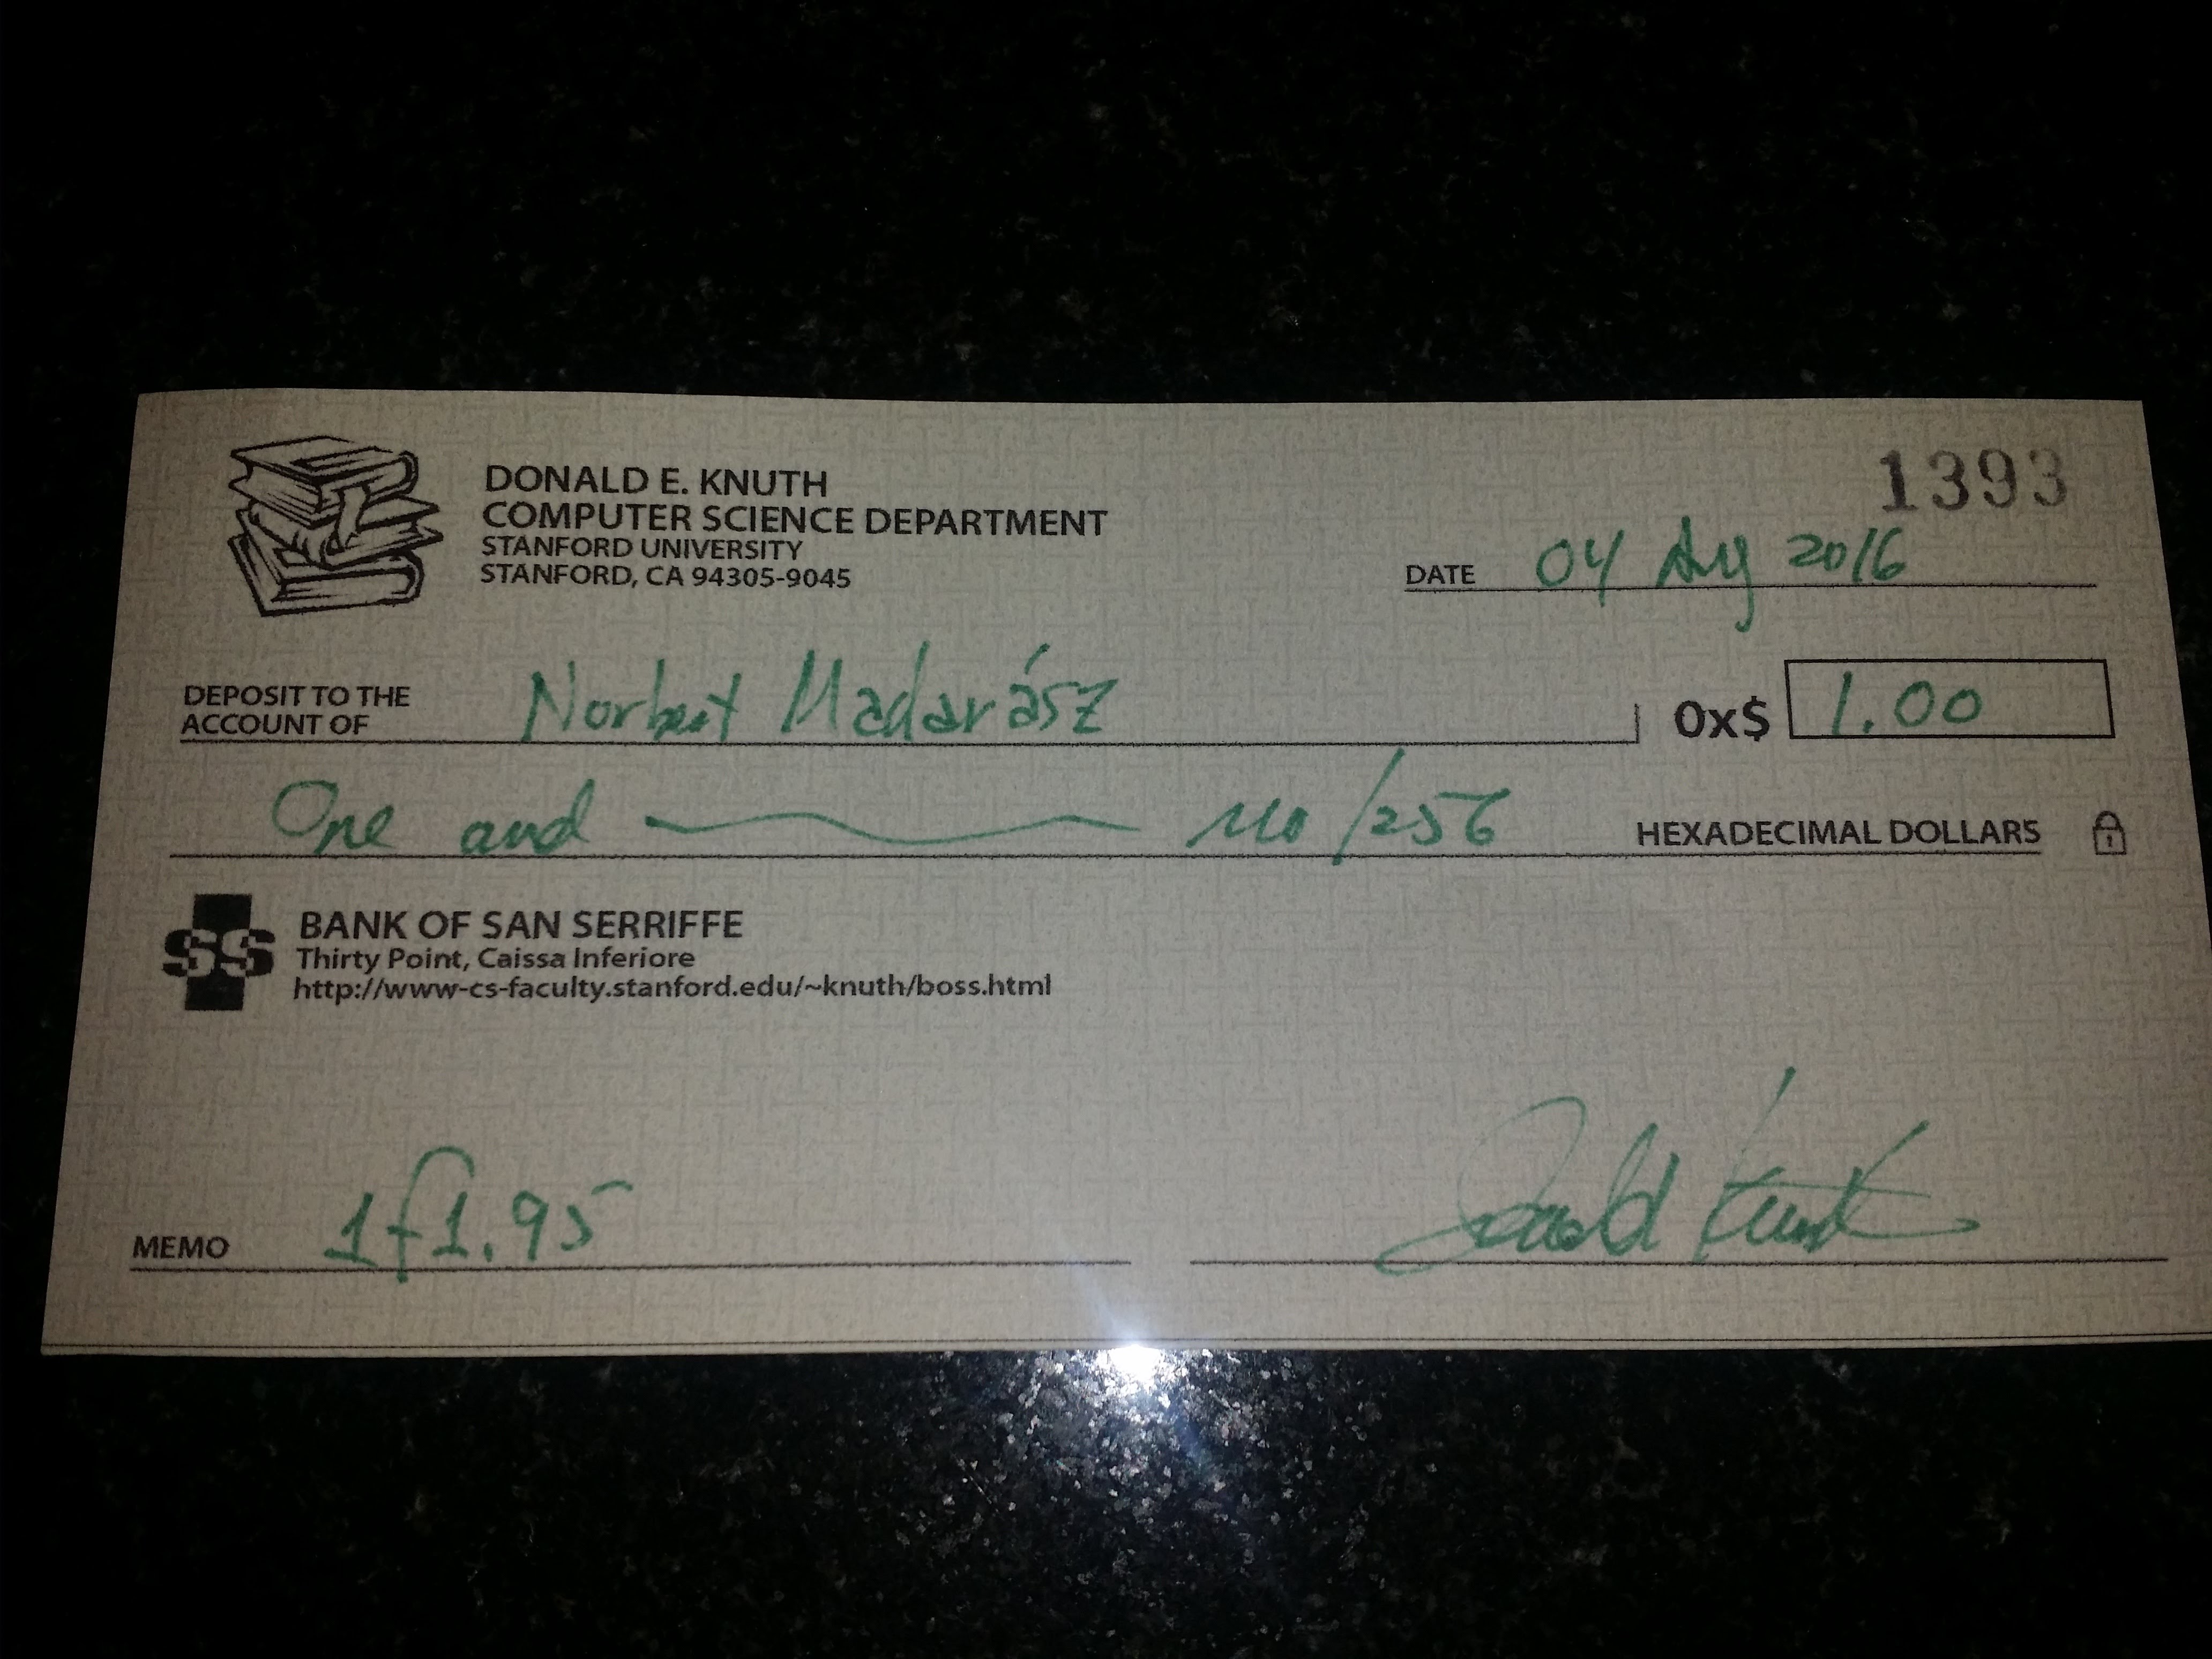 DONALD E. KNUTH
COMPUTER SCIENCE DEPARTMENT
STANFORD UNIVERSITY
STANFORD, CA 94305-9045
1393
DATE 04 Aug 2016
DEPOSIT TO THE
ACCOUNT OF Norbert Madarász 0x$ 1.00
One and no/256 HEXADECIMAL DOLLARS
SS
BANK OF SAN SERRIFFE
Thirty Point, Caissa Inferiore
http://www-cs-faculty.stanford.edu/~knuth/boss.html
MEMO 1f1.95 Donald Knuth